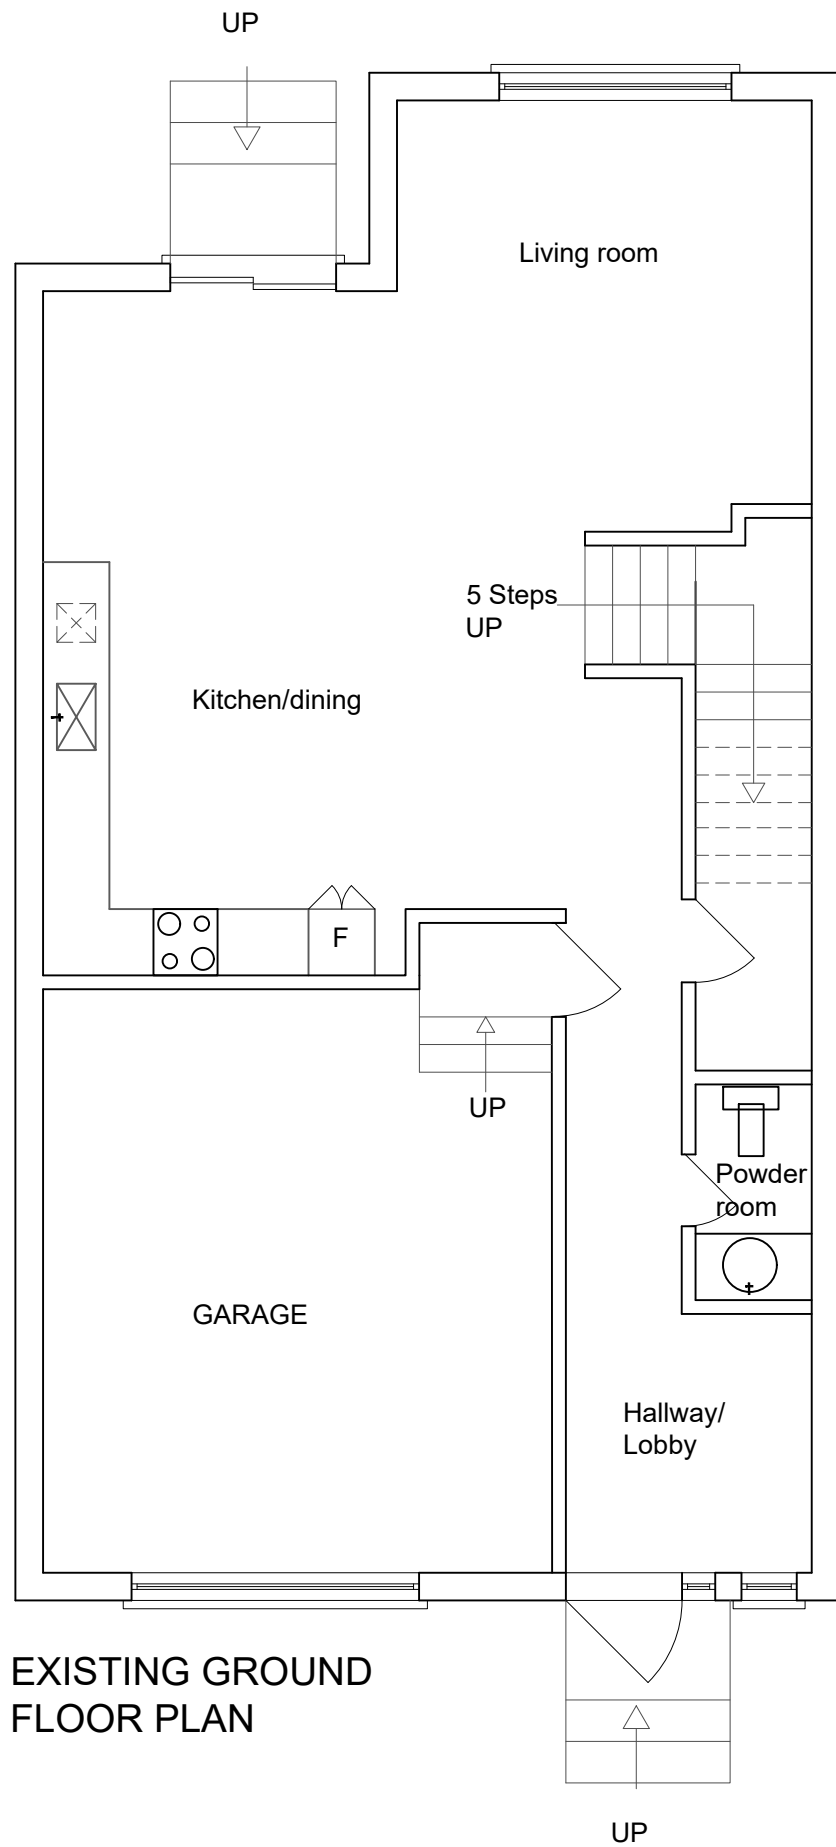 UP
Living room
5 Steps
UP
Kitchen/dining
F
UP
Powder
room
GARAGE
Hallway/
Lobby
EXISTING GROUND
FLOOR PLAN
UP